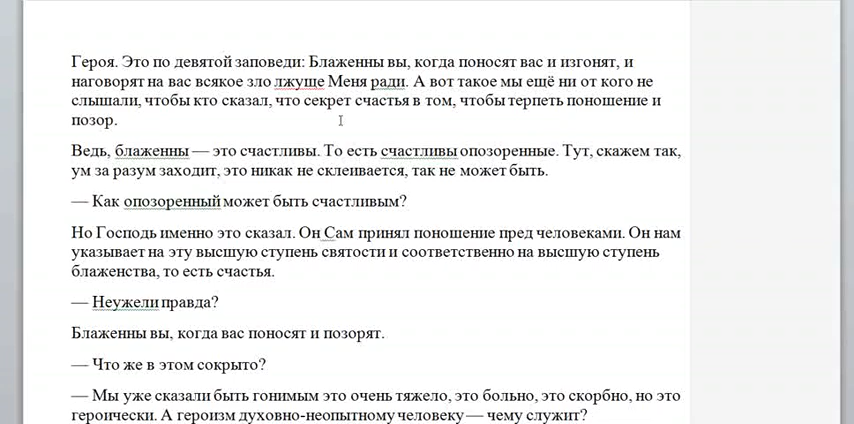 Героя. Это по девятой заповеди: Блаженны вы, когда поносят вас и изгонят, и
наговорят на вас всякое зло лжуще Меня ради. А вот такое мы ещё ни от кого не
слышали, чтобы кто сказал, что секрет счастья в том, чтобы терпеть поношение и
позор.
Ведь, блаженны — это счастливы. То есть счастливы опозоренные. Тут, скажем так,
ум за разум заходит, это никак не склеивается, так не может быть.
— Как опозоренный может быть счастливым?
Но Господь именно это сказал. Он Сам принял поношение пред человеками. Он нам
указывает на эту высшую ступень святости и соответственно на высшую ступень
блаженства, то есть счастья.
— Неужели правда?
Блаженны вы, когда вас поносят и позорят.
— Что же в этом сокрыто?
— Мы уже сказали быть гонимым это очень тяжело, это больно, это скорбно, но это
героически. А героизм духовно-неопытному человеку — чему служит?